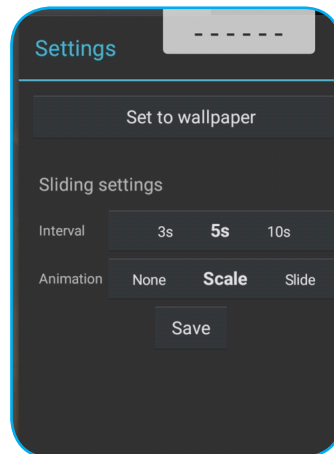 Settings
- - - - - -
Set to wallpaper
Sliding settings
Interval 3s 5s 10s
Animation None Scale Slide
Save